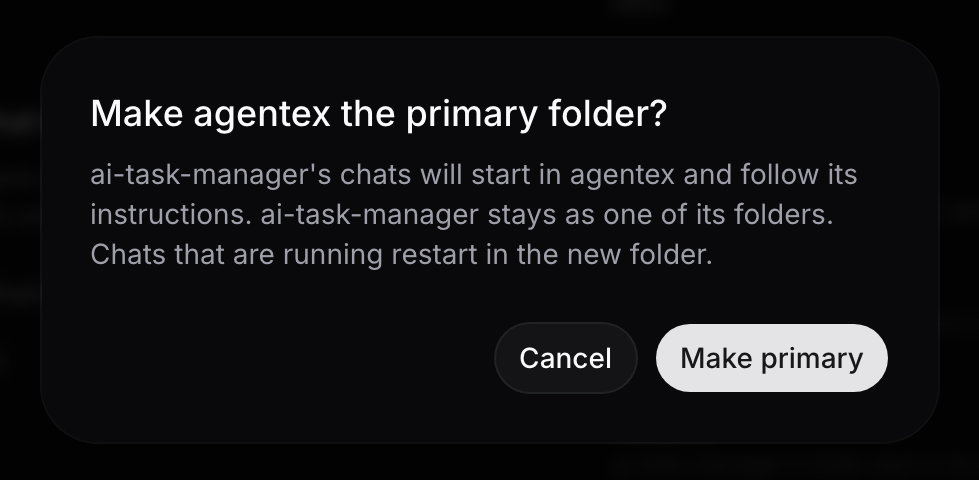 Make agentex the primary folder?
ai-task-manager's chats will start in agentex and follow its
instructions. ai-task-manager stays as one of its folders.
Chats that are running restart in the new folder.
Cancel
Make primary